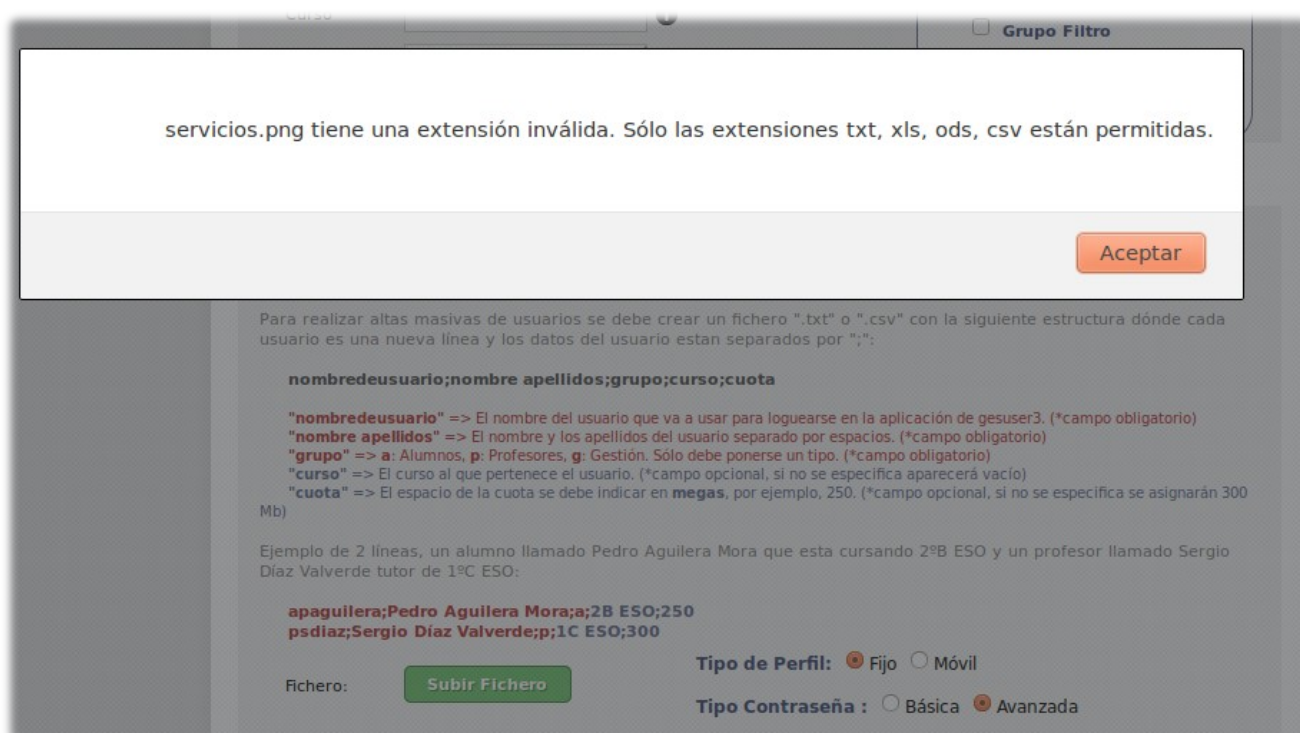 Curso
Grupo Filtro
servicios.png tiene una extensión inválida. Sólo las extensiones txt, xls, ods, csv están permitidas.
Aceptar
Para realizar altas masivas de usuarios se debe crear un fichero ".txt" o ".csv" con la siguiente estructura dónde cada
usuario es una nueva línea y los datos del usuario estan separados por ";":
nombredeusuario;nombre apellidos;grupo;curso;cuota
"nombredeusuario" => El nombre del usuario que va a usar para loguearse en la aplicación de gesuser3. (*campo obligatorio)
"nombre apellidos" => El nombre y los apellidos del usuario separado por espacios. (*campo obligatorio)
"grupo" => a: Alumnos, p: Profesores, g: Gestión. Sólo debe ponerse un tipo. (*campo obligatorio)
"curso" => El curso al que pertenece el usuario. (*campo opcional, si no se especifica aparecerá vacío)
"cuota" => El espacio de la cuota se debe indicar en megas, por ejemplo, 250. (*campo opcional, si no se especifica se asignarán 300
Mb)
Ejemplo de 2 líneas, un alumno llamado Pedro Aguilera Mora que esta cursando 2ºB ESO y un profesor llamado Sergio
Díaz Valverde tutor de 1ºC ESO:
apaguilera;Pedro Aguilera Mora;a;2B ESO;250
psdiaz;Sergio Díaz Valverde;p;1C ESO;300
Tipo de Perfil: Fijo Móvil
Fichero: Subir Fichero
Tipo Contraseña : Básica Avanzada